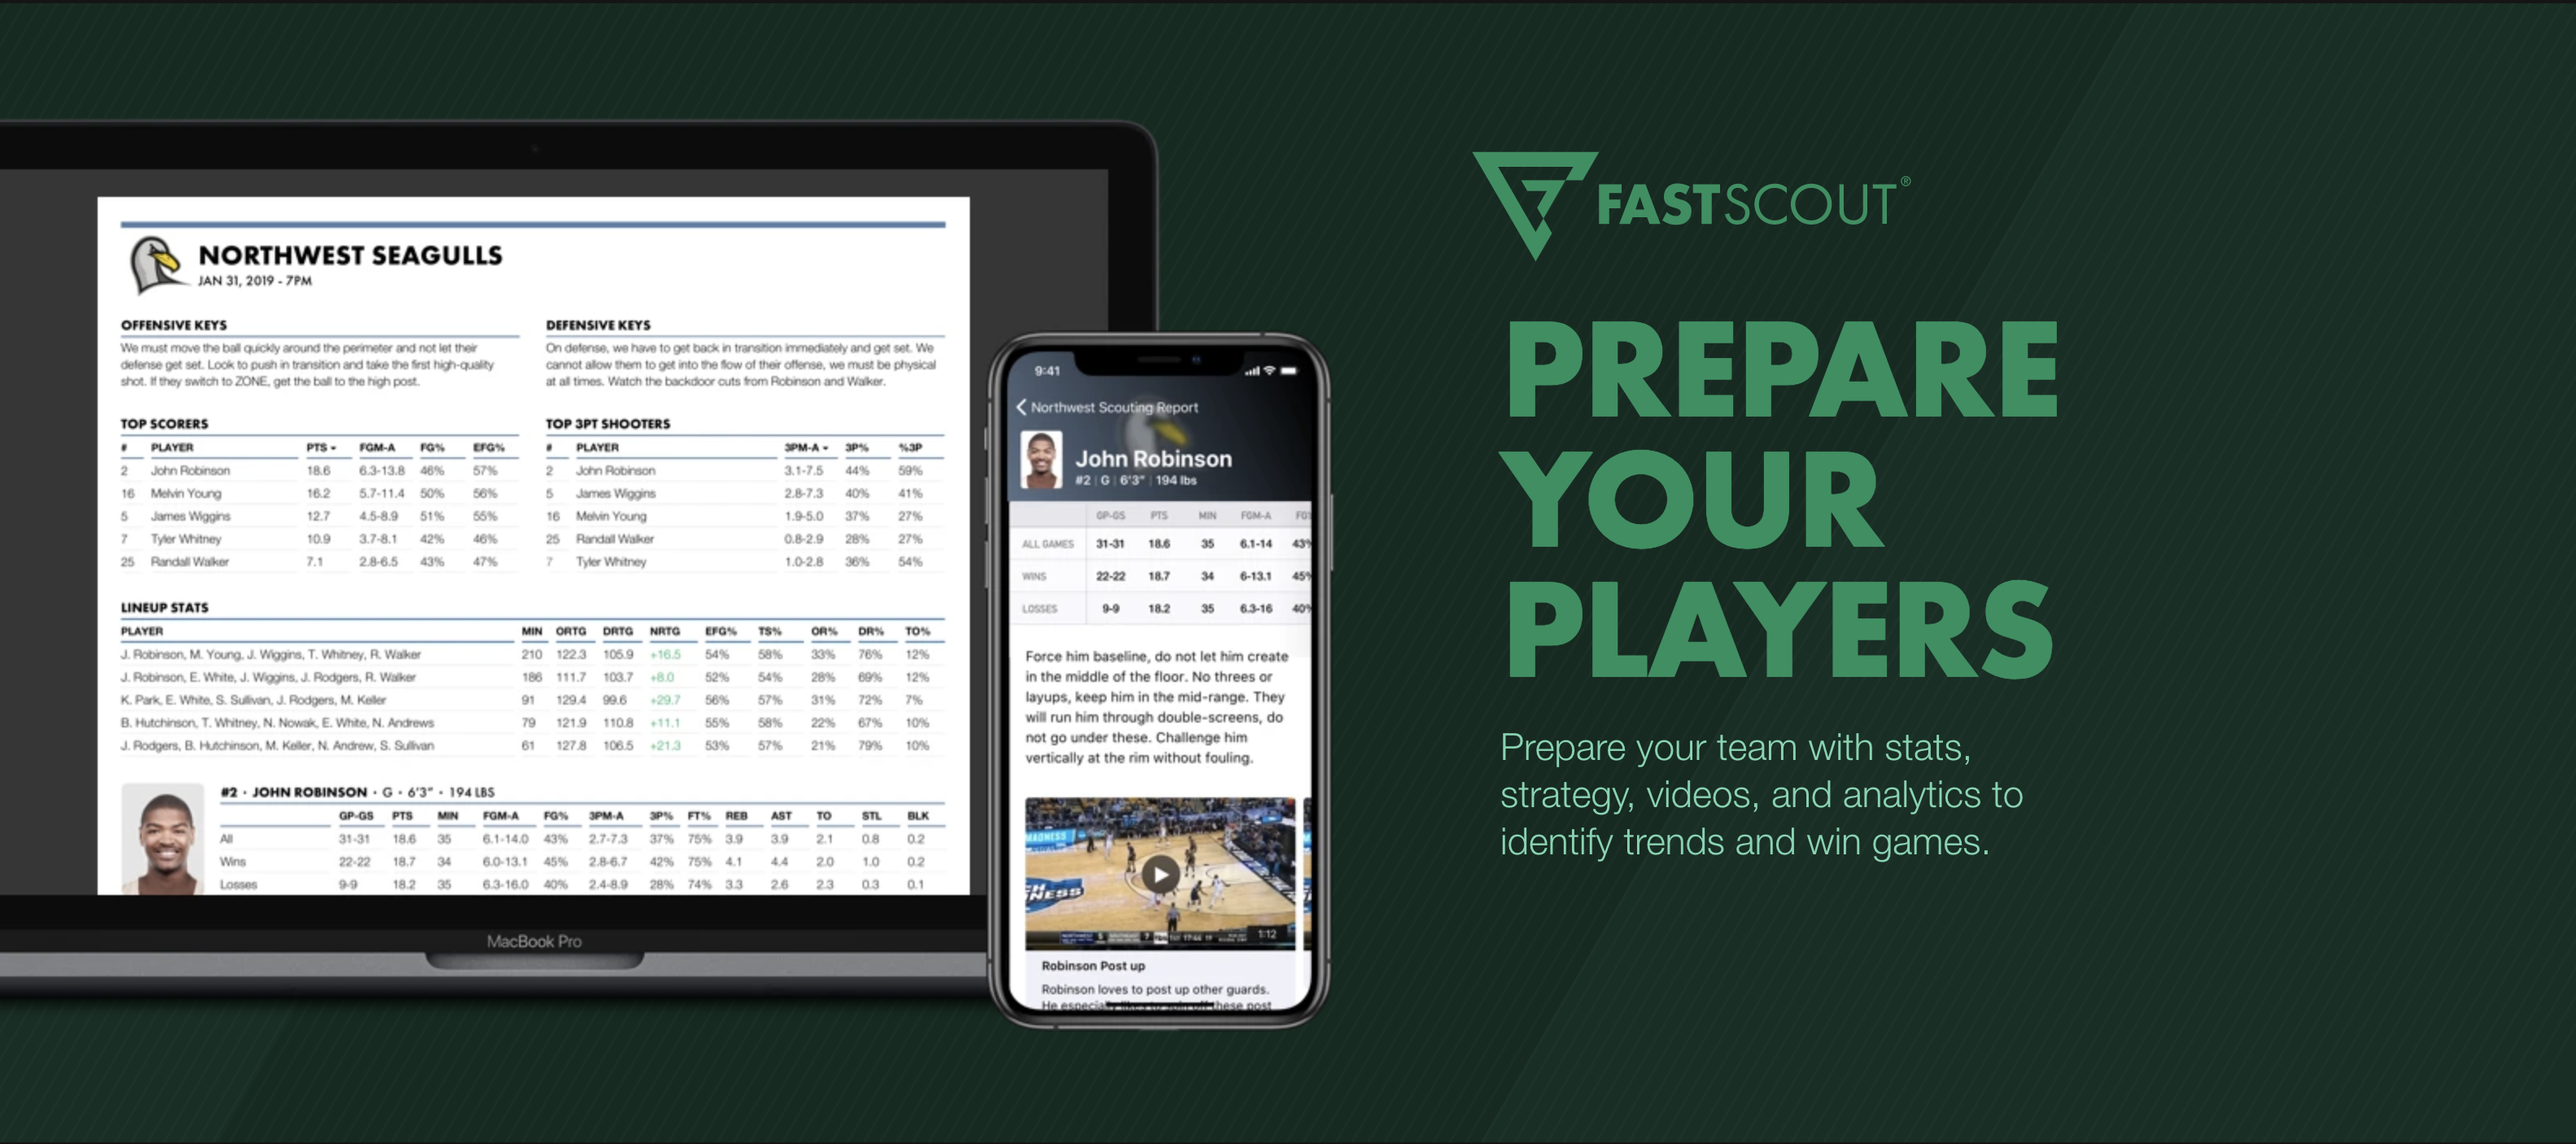 NORTHWEST SEAGULLS
JAN 31, 2019 - 7PM
OFFENSIVE KEYS
We must move the ball quickly around the perimeter and not let their
defense get set. Look to push in transition and take the first high-quality
shot. If they switch to ZONE, get the ball to the high post.
DEFENSIVE KEYS
On defense, we have to get back in transition immediately and get set. We
cannot allow them to get into the flow of their offense, we must be physical
at all times. Watch the backdoor cuts from Robinson and Walker.
TOP SCORERS
# PLAYER PTS FGM-A FG% EFG%
2 John Robinson 18.6 6.3-13.8 46% 57%
16 Melvin Young 16.2 5.7-11.4 50% 56%
5 James Wiggins 12.7 4.5-8.9 51% 55%
7 Tyler Whitney 10.9 3.7-8.1 42% 46%
25 Randall Walker 7.1 2.8-6.5 43% 47%
TOP 3PT SHOOTERS
# PLAYER 3PM-A 3P% %3P
2 John Robinson 3.1-7.5 44% 59%
5 James Wiggins 2.8-7.3 40% 41%
16 Melvin Young 1.9-5.0 37% 27%
25 Randall Walker 0.8-2.9 28% 27%
7 Tyler Whitney 1.0-2.8 36% 54%
LINEUP STATS
PLAYER MIN ORTG DRTG NRTG EFG% TS% OR% DR% TO%
J. Robinson, M. Young, J. Wiggins, T. Whitney, R. Walker 210 122.3 105.9 +16.5 54% 58% 33% 76% 12%
J. Robinson, E. White, J. Wiggins, J. Rodgers, R. Walker 186 111.7 103.7 +8.0 52% 54% 28% 69% 12%
K. Park, E. White, S. Sullivan, J. Rodgers, M. Keller 91 129.4 99.6 +29.7 56% 57% 31% 72% 7%
B. Hutchinson, T. Whitney, N. Nowak, E. White, N. Andrews 79 121.9 110.8 +11.1 55% 58% 22% 67% 10%
J. Rodgers, B. Hutchinson, M. Keller, N. Andrew, S. Sullivan 61 127.8 106.5 +21.3 53% 57% 21% 79% 10%
#2 · JOHN ROBINSON · G · 6'3" · 194 LBS
GP-GS PTS MIN FGM-A FG% 3PM-A 3P% FT% REB AST TO STL BLK
All 31-31 18.6 35 6.1-14.0 43% 2.7-7.3 37% 75% 3.9 3.9 2.1 0.8 0.2
Wins 22-22 18.7 34 6.0-13.1 45% 2.8-6.7 42% 75% 4.1 4.4 2.0 1.0 0.2
Losses 9-9 18.2 35 6.3-16.0 40% 2.4-8.9 28% 74% 3.3 2.6 2.3 0.3 0.1
MacBook Pro
9:41
Northwest Scouting Report
John Robinson
#2 | G | 6'3" | 194 lbs
GP-GS PTS MIN FGM-A
ALL GAMES 31-31 18.6 35 6.1-14 43%
WINS 22-22 18.7 34 6-13.1 45%
LOSSES 9-9 18.2 35 6.3-16 40%
Force him baseline, do not let him create
in the middle of the floor. No threes or
layups, keep him in the mid-range. They
will run him through double-screens, do
not go under these. Challenge him
vertically at the rim without fouling.
MADNESS
1:12
Robinson Post up
Robinson loves to post up other guards.
He especially likes to spin off these post
FASTSCOUT®
PREPARE
YOUR
PLAYERS
Prepare your team with stats,
strategy, videos, and analytics to
identify trends and win games.